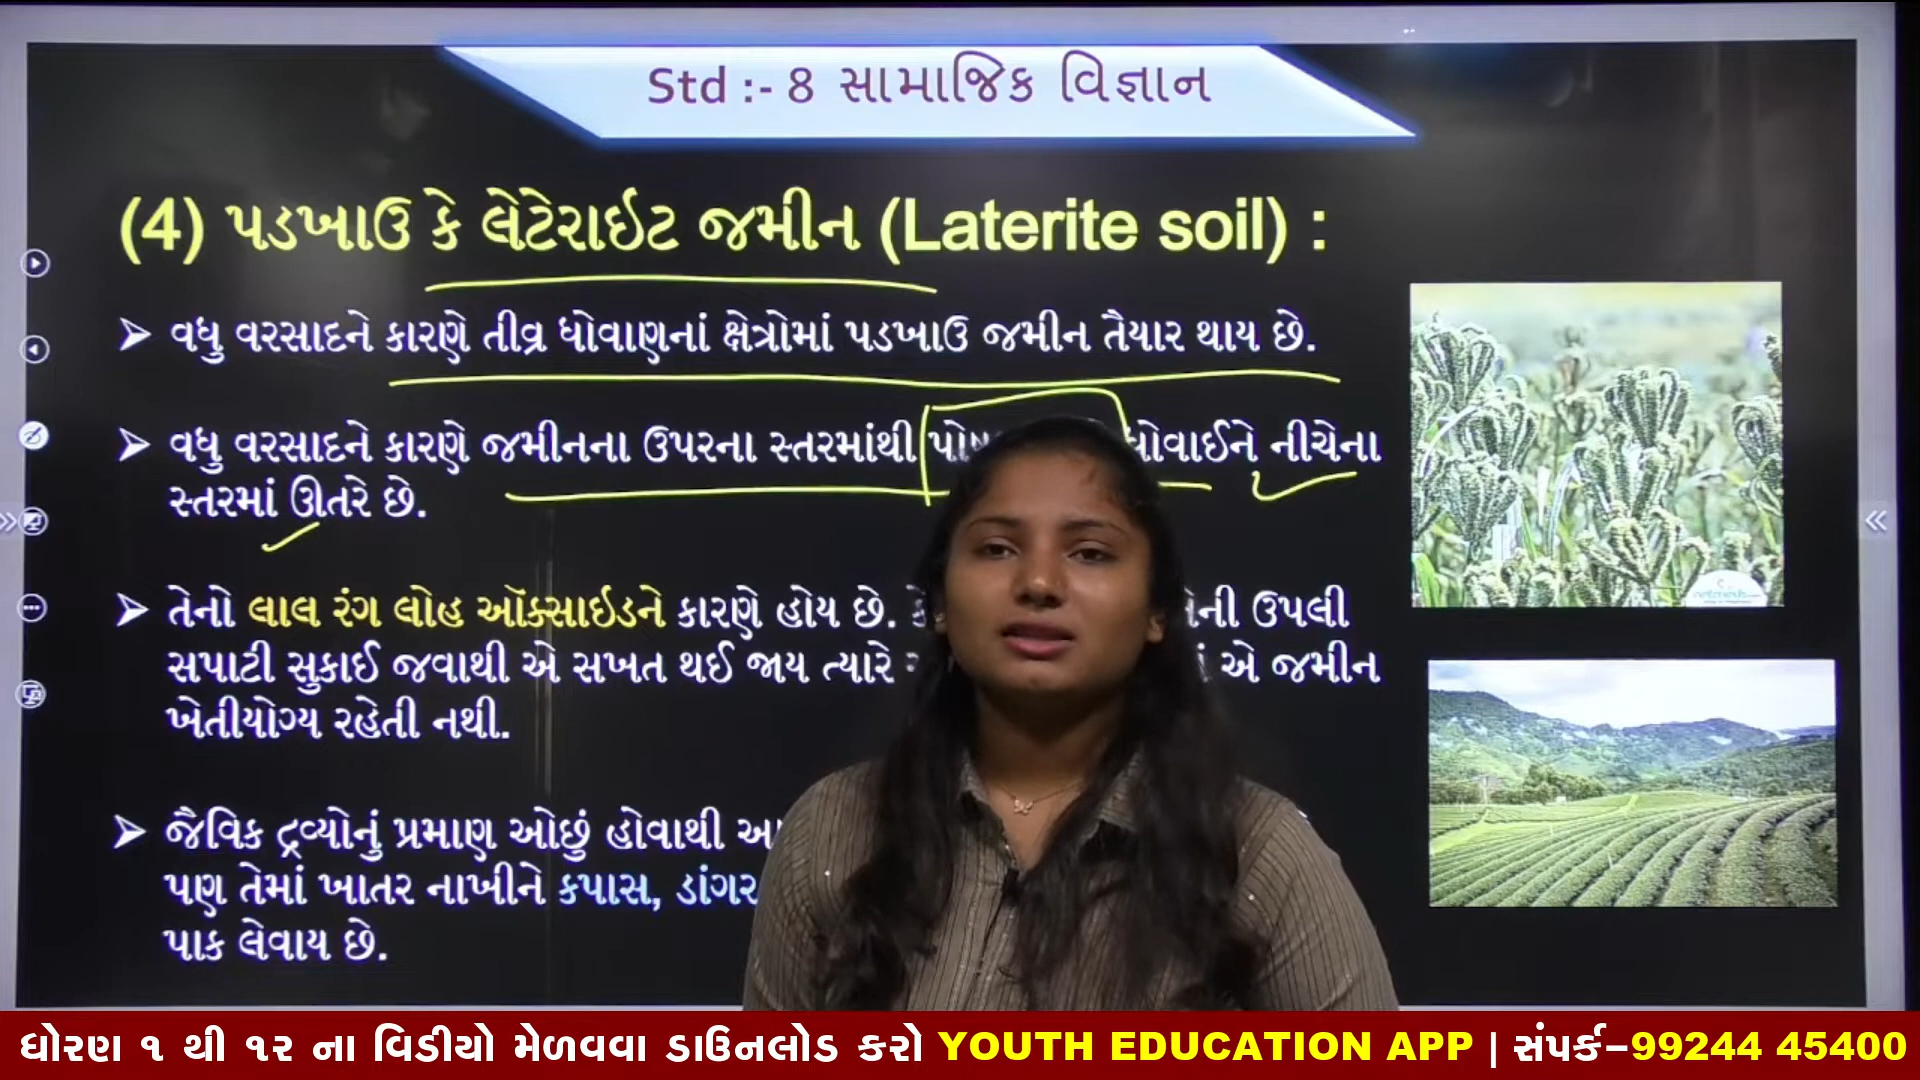 Std :- 8 સામાજિક વિજ્ઞાન
(4) પડખાઉ કે લેટેરાઇટ જમીન (Laterite soil) :
➤ વધુ વરસાદને કારણે તીવ્ર ધોવાણનાં ક્ષેત્રોમાં પડખાઉ જમીન તૈયાર થાય છે.
➤ વધુ વરસાદને કારણે જમીનના ઉપરના સ્તરમાંથી ધોવાઈને નીચેના
સ્તરમાં ઊતરે છે.
➤ તેનો લાલ રંગ લોહ ઑક્સાઇડને કારણે હોય છે. ઉપલી
સપાટી સુકાઈ જવાથી એ સખત થઈ જાય ત્યારે એ જમીન
ખેતીયોગ્ય રહેતી નથી.
➤ જૈવિક દ્રવ્યોનું પ્રમાણ ઓછું હોવાથી
પણ તેમાં ખાતર નાખીને કપાસ, ડાંગર
પાક લેવાય છે.
ધોરણ ૧ થી ૧૨ ના વિડીયો મેળવવા ડાઉનલોડ કરો YOUTH EDUCATION APP | સંપર્ક–99244 45400